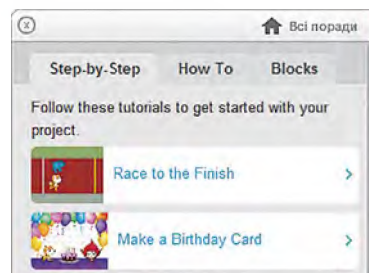 Всі поради
Step-by-Step How To Blocks
Follow these tutorials to get started with your
project.
Race to the Finish
Make a Birthday Card